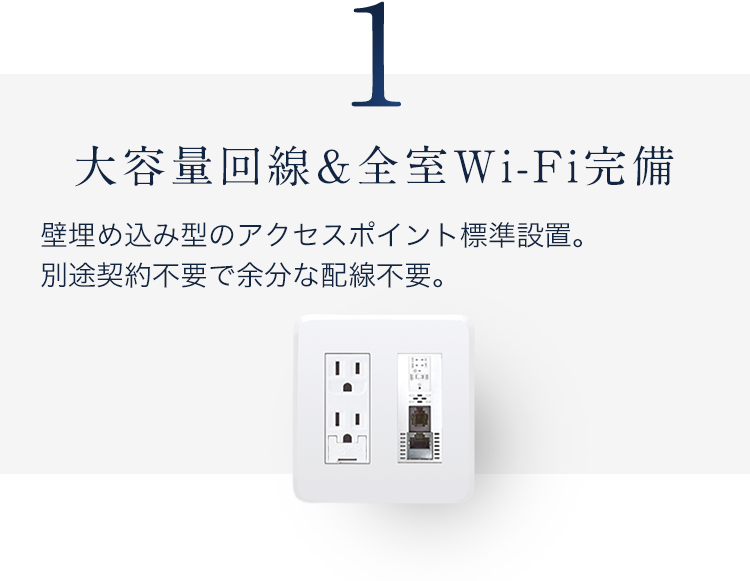 1
大容量回線&全室Wi-Fi完備
壁埋め込み型のアクセスポイント標準設置。
別途契約不要で余分な配線不要。